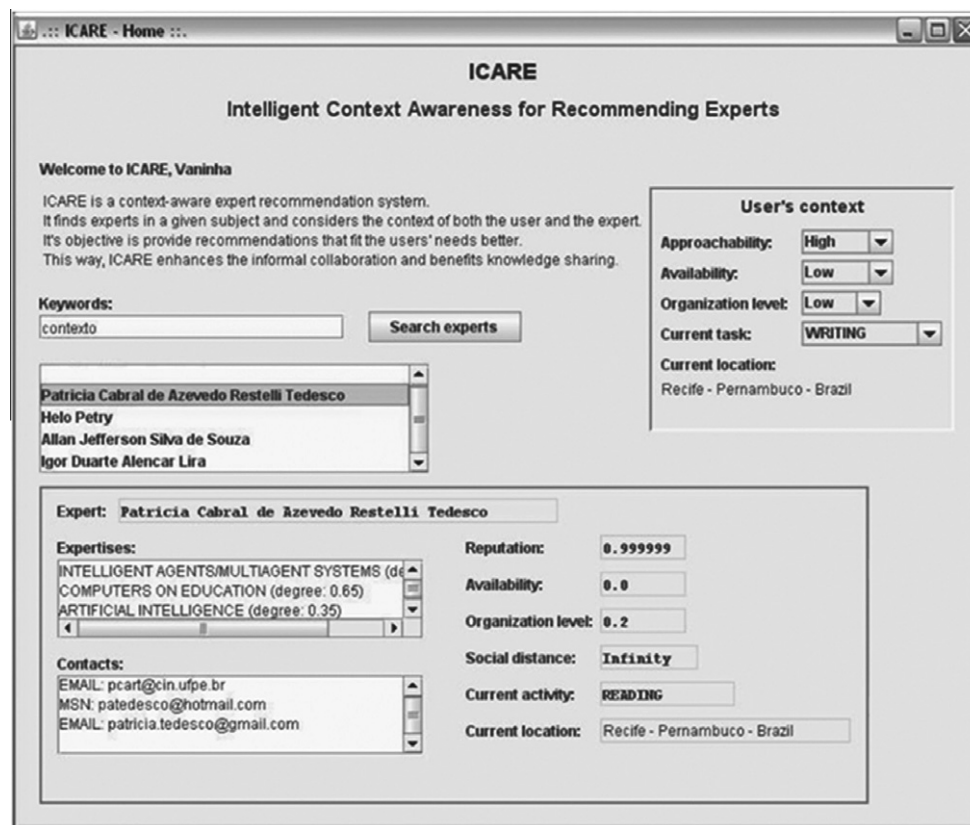 .:: ICARE - Home ::.
ICARE
Intelligent Context Awareness for Recommending Experts
Welcome to ICARE, Vaninha
ICARE is a context-aware expert recommendation system.
It finds experts in a given subject and considers the context of both the user and the expert.
It's objective is provide recommendations that fit the users' needs better.
This way, ICARE enhances the informal collaboration and benefits knowledge sharing.
Keywords:
contexto
Search experts
User's context
Approachability: High
Availability: Low
Organization level: Low
Current task: WRITING
Current location:
Recife - Pernambuco - Brazil
Patricia Cabral de Azevedo Restelli Tedesco
Helo Petry
Allan Jefferson Silva de Souza
Igor Duarte Alencar Lira
Expert: Patricia Cabral de Azevedo Restelli Tedesco
Expertises:
INTELLIGENT AGENTS/MULTIAGENT SYSTEMS (de
COMPUTERS ON EDUCATION (degree: 0.65)
ARTIFICIAL INTELLIGENCE (degree: 0.35)
Contacts:
EMAIL: pcart@cin.ufpe.br
MSN: patedesco@hotmail.com
EMAIL: patricia.tedesco@gmail.com
Reputation: 0.999999
Availability: 0.0
Organization level: 0.2
Social distance: Infinity
Current activity: READING
Current location: Recife - Pernambuco - Brazil